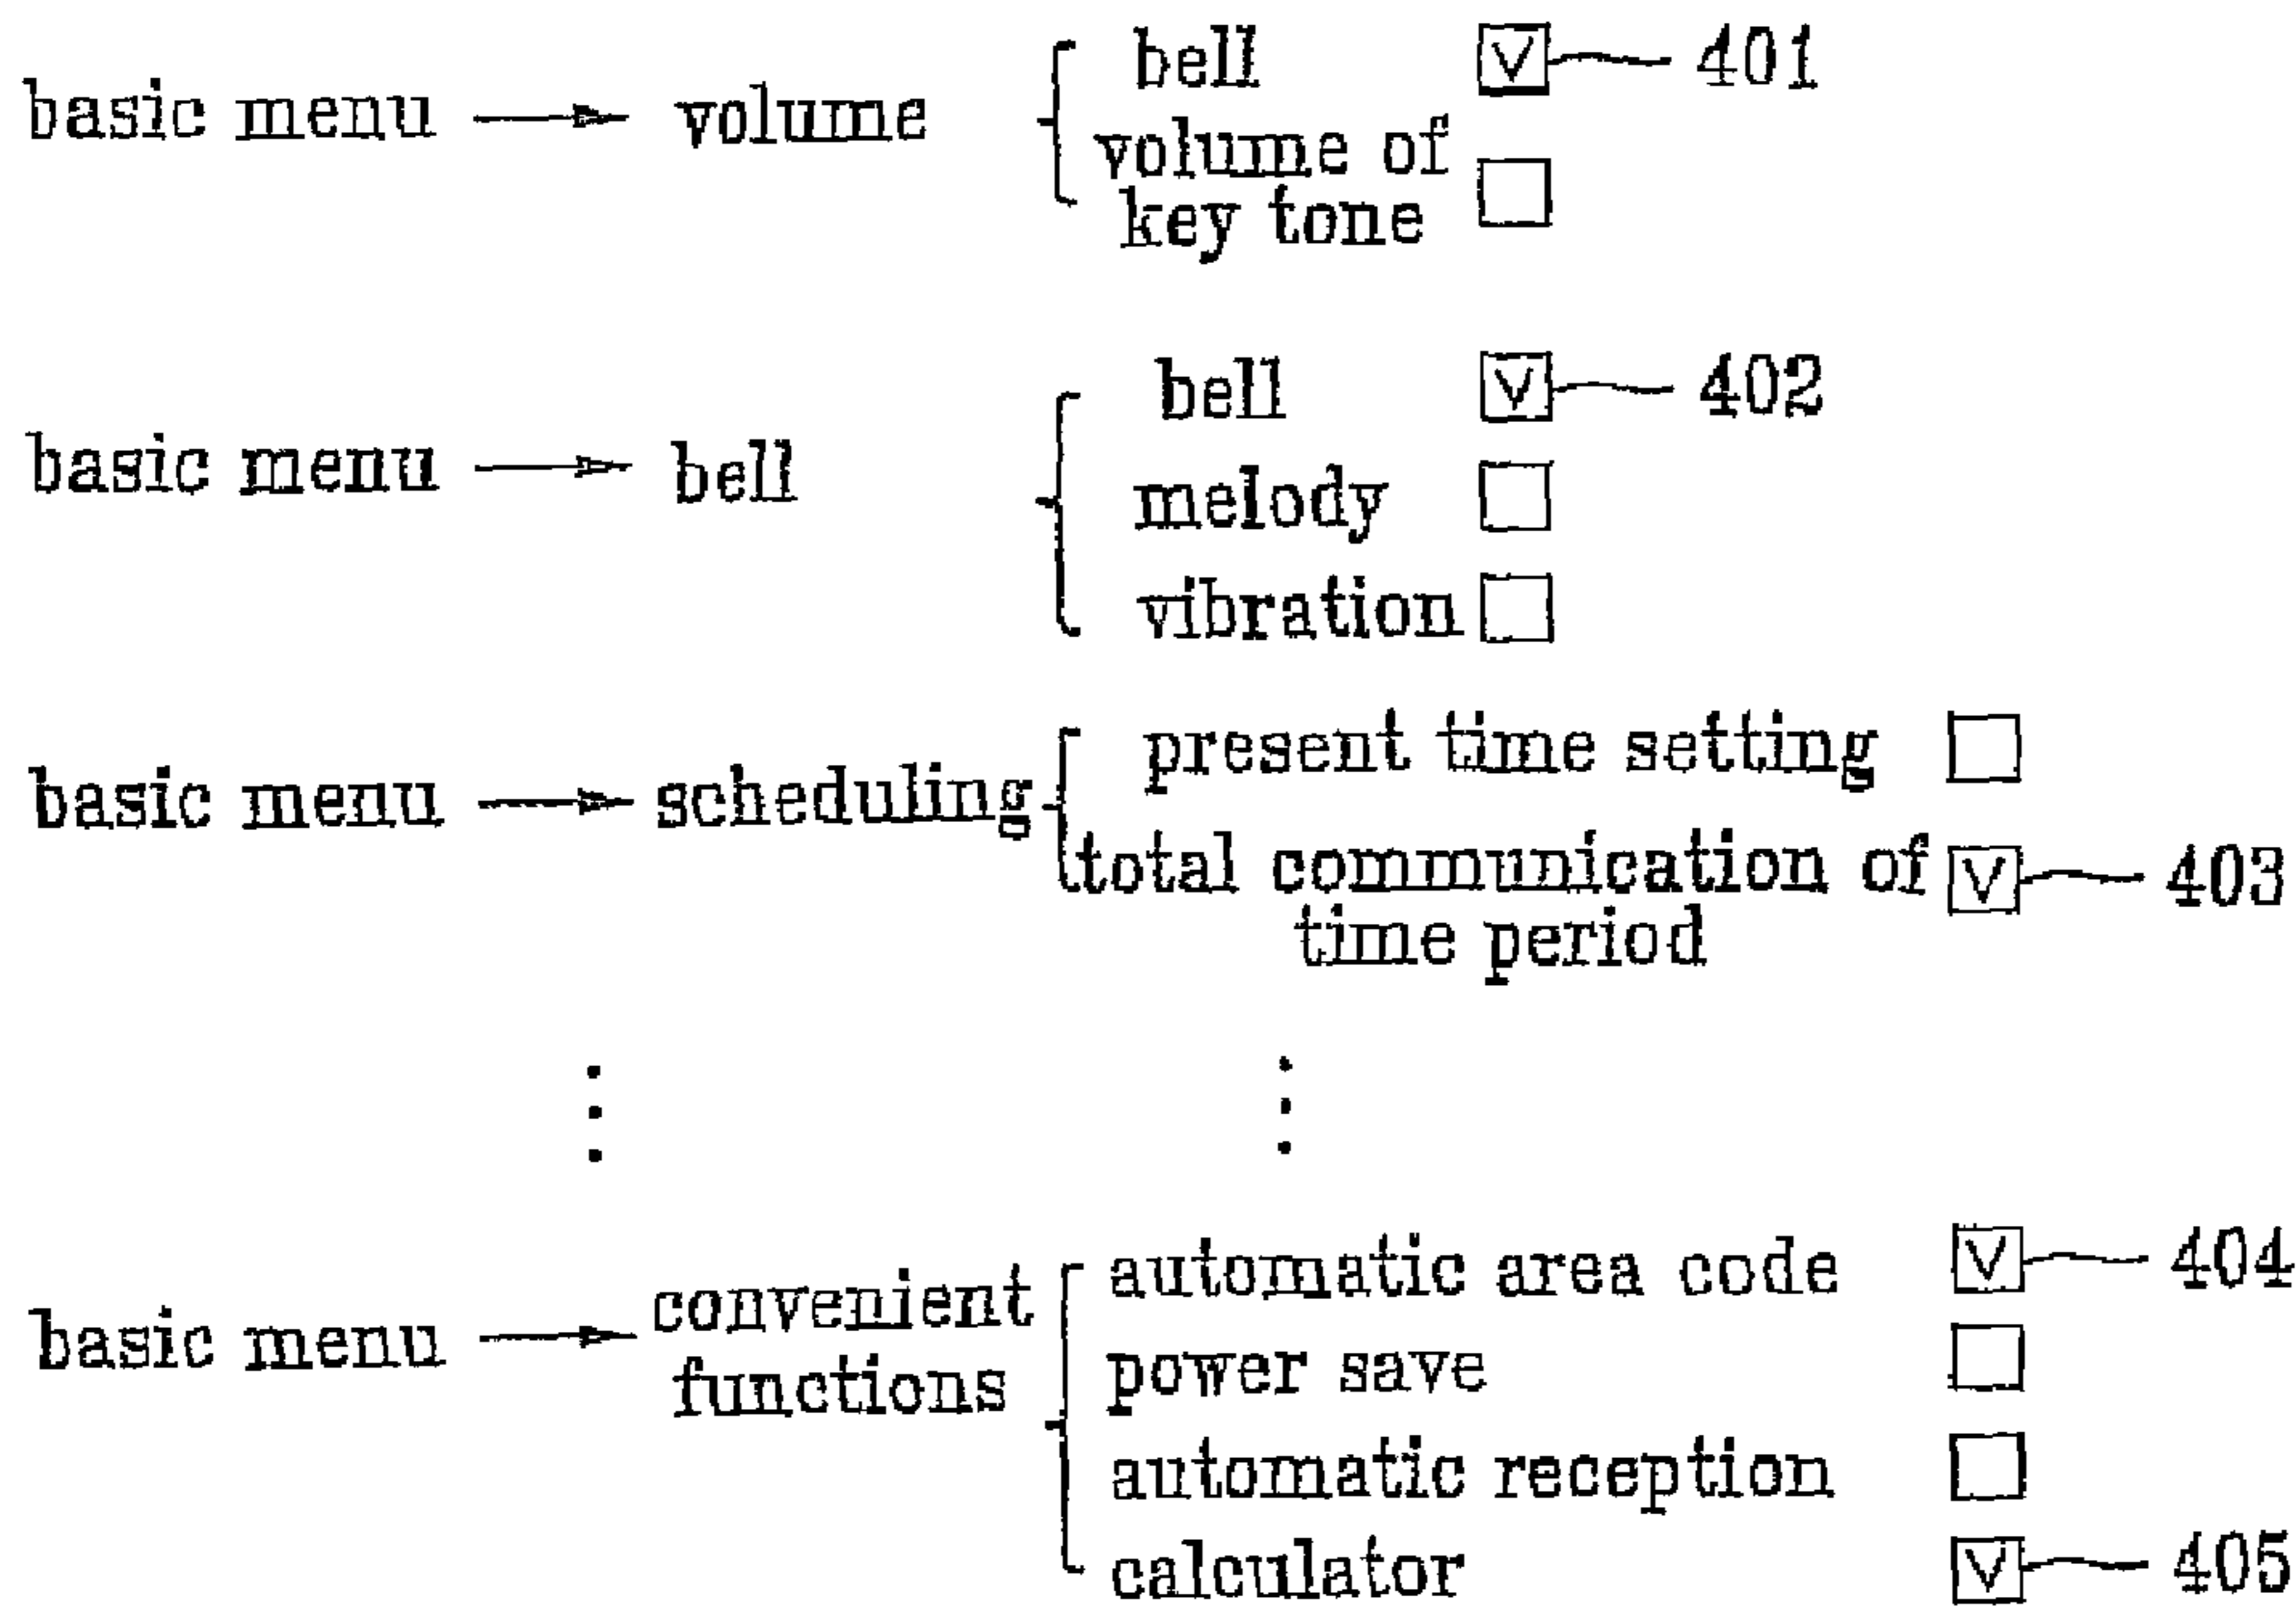 basic menu volume bell V 401
volume of
key tone
basic menu bell bell V 402
melody
vibration
basic menu scheduling present time setting
total communication of V 403
time period
basic menu convenient functions automatic area code V 404
power save
automatic reception
calculator V 405